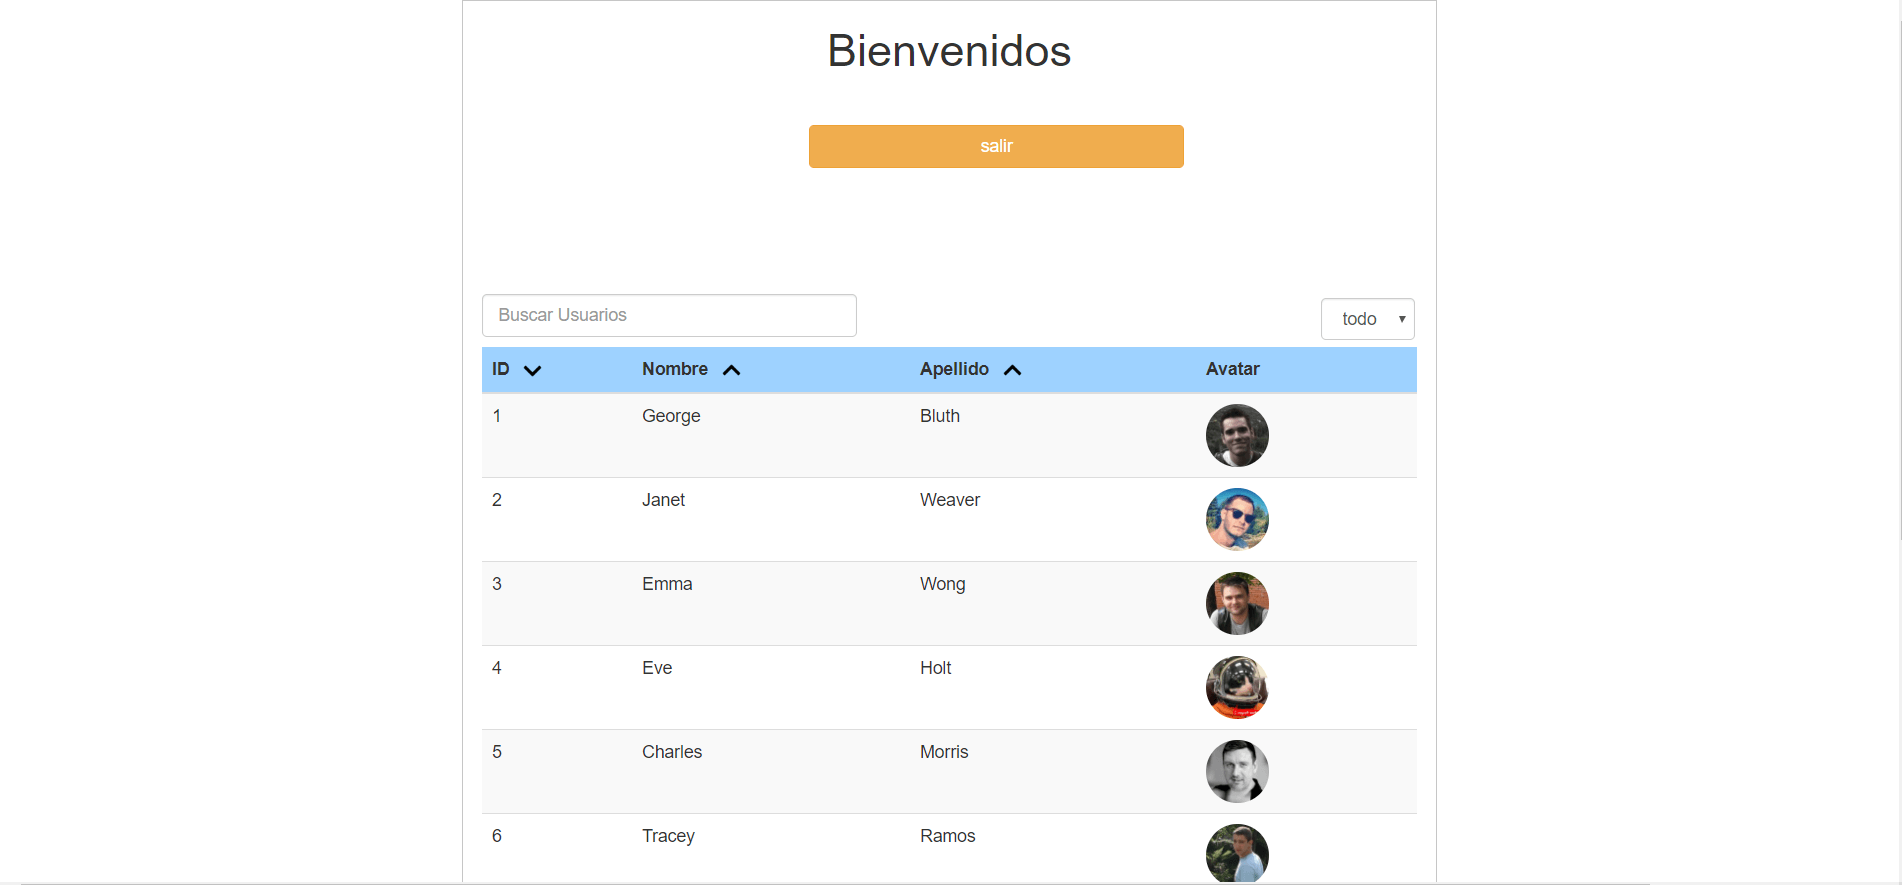 Bienvenidos
salir
Buscar Usuarios
todo
ID Nombre Apellido Avatar
1 George Bluth
2 Janet Weaver
3 Emma Wong
4 Eve Holt
5 Charles Morris
6 Tracey Ramos